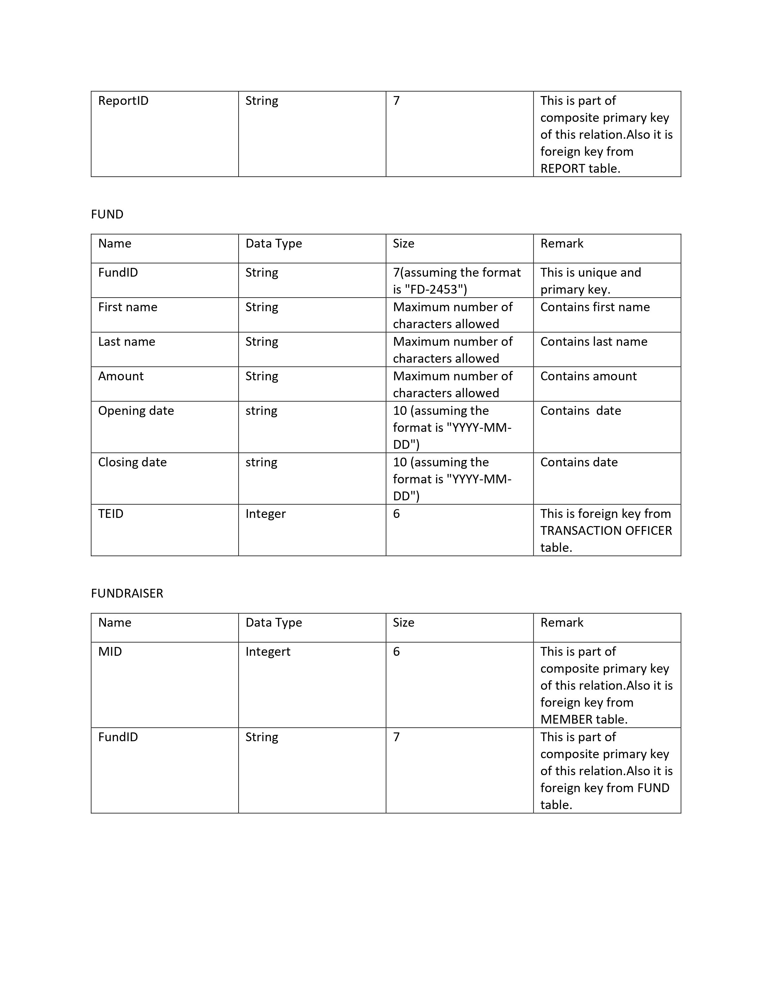 ReportID String 7 This is part of
composite primary key
of this relation.Also it is
foreign key from
REPORT table.
FUND
Name Data Type Size Remark
FundID String 7(assuming the format This is unique and
is "FD-2453") primary key.
First name String Maximum number of Contains first name
characters allowed
Last name String Maximum number of Contains last name
characters allowed
Amount String Maximum number of Contains amount
characters allowed
Opening date string 10 (assuming the Contains  date
format is "YYYY-MM-
DD")
Closing date string 10 (assuming the Contains date
format is "YYYY-MM-
DD")
TEID Integer 6 This is foreign key from
TRANSACTION OFFICER
table.
FUNDRAISER
Name Data Type Size Remark
MID Integert 6 This is part of
composite primary key
of this relation.Also it is
foreign key from
MEMBER table.
FundID String 7 This is part of
composite primary key
of this relation.Also it is
foreign key from FUND
table.